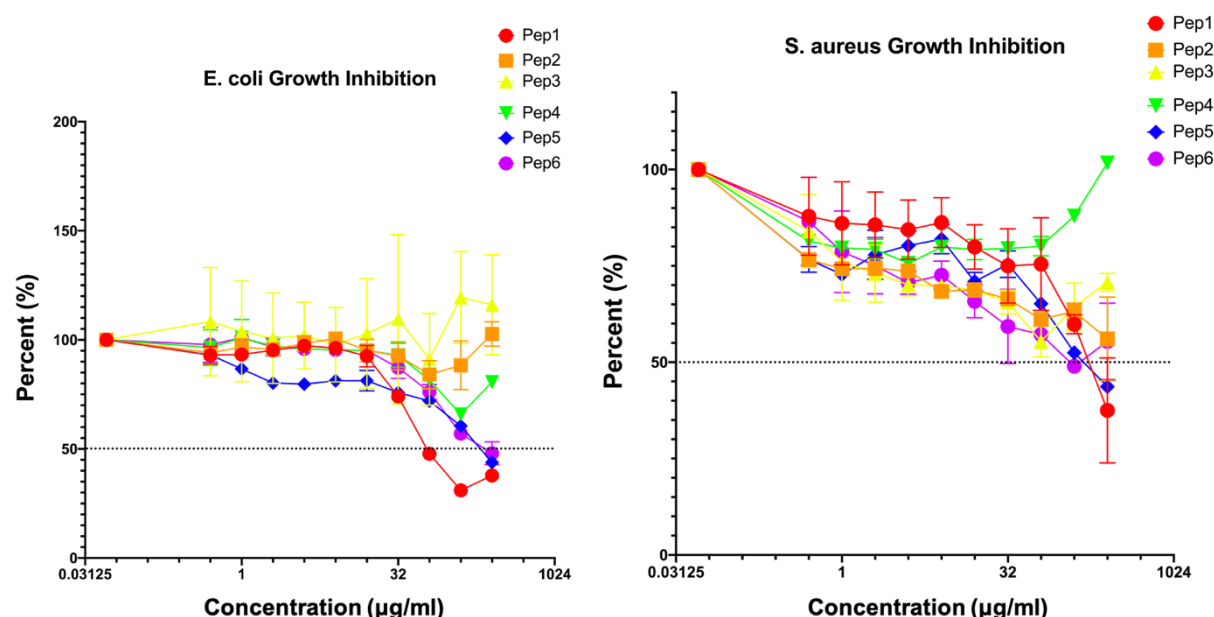 E. coli Growth Inhibition
Pep1
Pep2
Pep3
Pep4
Pep5
Pep6
Percent (%)
200
150
100
50
0
0.03125
1
32
1024
Concentration (µg/ml)
S. aureus Growth Inhibition
Pep1
Pep2
Pep3
Pep4
Pep5
Pep6
Percent (%)
100
50
0
0.03125
1
32
1024
Concentration (µg/ml)